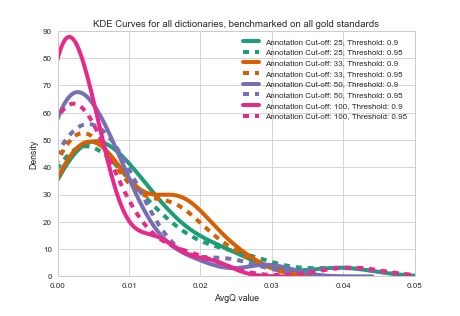 KDE Curves for all dictionaries, benchmarked on all gold standards
90
80
70
60
50
40
30
20
10
0
Density
Annotation Cut-off: 25, Threshold: 0.9
Annotation Cut-off: 25, Threshold: 0.95
Annotation Cut-off: 33, Threshold: 0.9
Annotation Cut-off: 33, Threshold: 0.95
Annotation Cut-off: 50, Threshold: 0.9
Annotation Cut-off: 50, Threshold: 0.95
Annotation Cut-off: 100, Threshold: 0.9
Annotation Cut-off: 100, Threshold: 0.95
0.00 0.01 0.02 0.03 0.04 0.05
AvgQ value